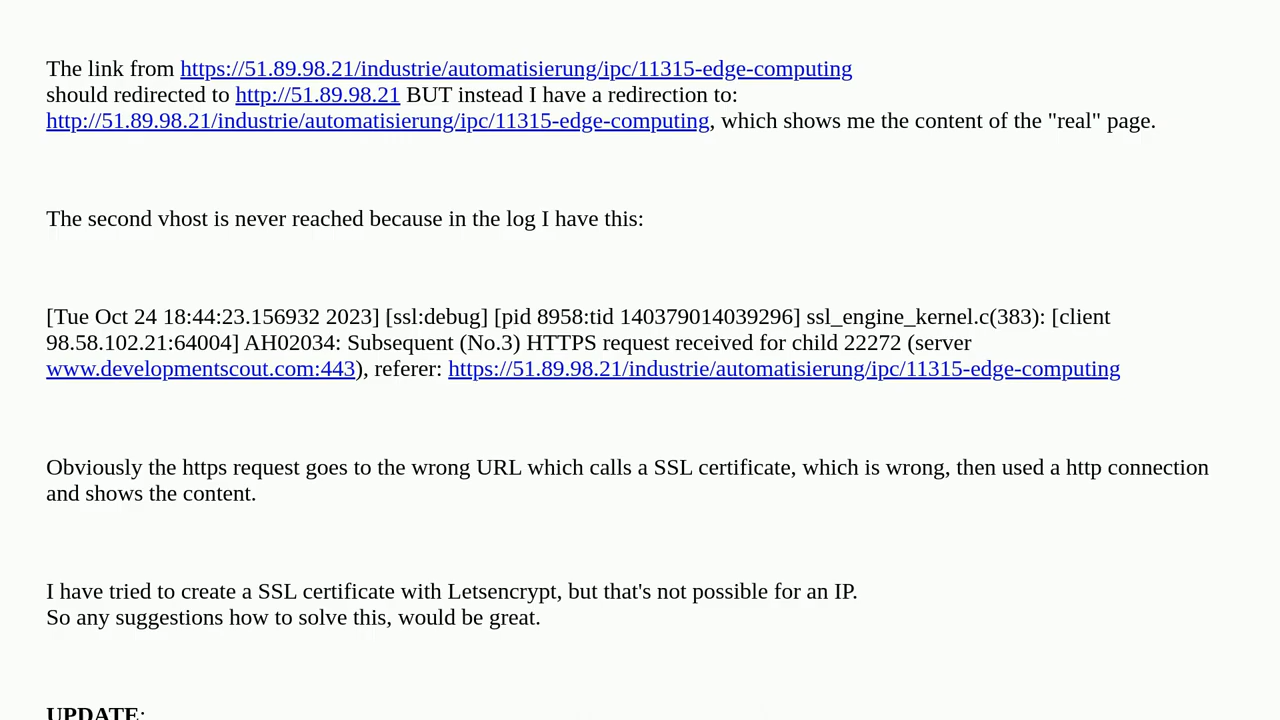 The link from https://51.89.98.21/industrie/automatisierung/ipc/11315-edge-computing
should redirected to http://51.89.98.21 BUT instead I have a redirection to:
http://51.89.98.21/industrie/automatisierung/ipc/11315-edge-computing, which shows me the content of the "real" page.
The second vhost is never reached because in the log I have this:
[Tue Oct 24 18:44:23.156932 2023] [ssl:debug] [pid 8958:tid 140379014039296] ssl_engine_kernel.c(383): [client
98.58.102.21:64004] AH02034: Subsequent (No.3) HTTPS request received for child 22272 (server
www.developmentscout.com:443), referer: https://51.89.98.21/industrie/automatisierung/ipc/11315-edge-computing
Obviously the https request goes to the wrong URL which calls a SSL certificate, which is wrong, then used a http connection
and shows the content.
I have tried to create a SSL certificate with Letsencrypt, but that's not possible for an IP.
So any suggestions how to solve this, would be great.
UPDATE: